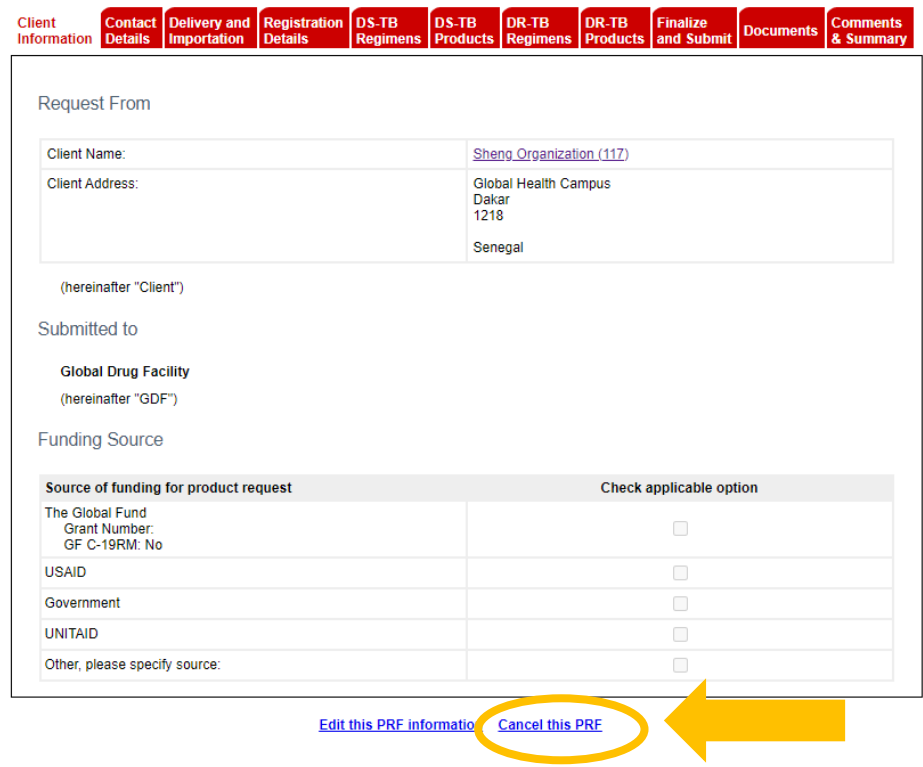 Client Information
Contact Details
Delivery and Importation
Registration Details
DS-TB Regimens
DS-TB Products
DR-TB Regimens
DR-TB Products
Finalize and Submit
Documents
Comments & Summary
Request From
Client Name: Sheng Organization (117)
Client Address: Global Health Campus
Dakar
1218
Senegal
(hereinafter "Client")
Submitted to
Global Drug Facility
(hereinafter "GDF")
Funding Source
Source of funding for product request Check applicable option
The Global Fund
Grant Number:
GF C-19RM: No
USAID
Government
UNITAID
Other, please specify source:
Edit this PRF information Cancel this PRF